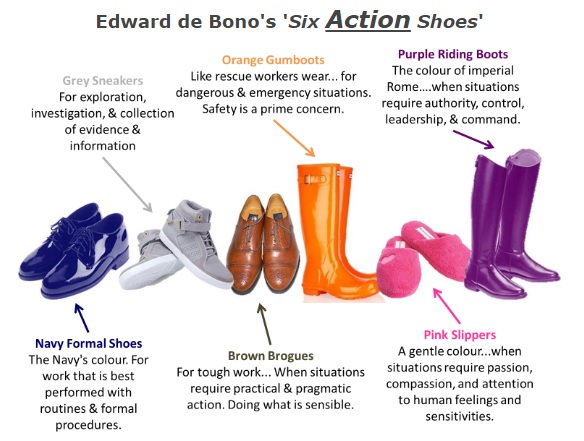 Edward de Bono's 'Six Action Shoes'
Grey Sneakers
For exploration,
investigation, & collection
of evidence &
information
Orange Gumboots
Like rescue workers wear... for
dangerous & emergency situations.
Safety is a prime concern.
Purple Riding Boots
The colour of imperial
Rome....when situations
require authority, control,
leadership, & command.
Navy Formal Shoes
The Navy's colour. For
work that is best
performed with
routines & formal
procedures.
Brown Brogues
For tough work... When situations
require practical & pragmatic
action. Doing what is sensible.
Pink Slippers
A gentle colour...when
situations require passion,
compassion, and attention
to human feelings and
sensitivities.